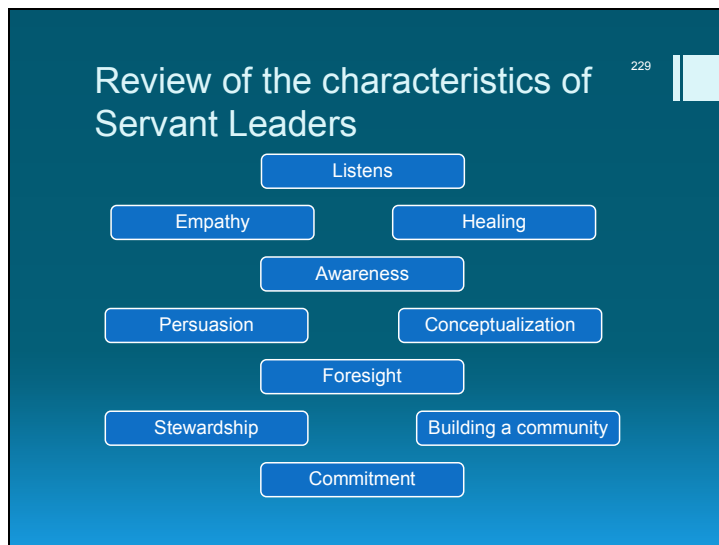 Review of the characteristics of
Servant Leaders
229
Listens
Empathy
Healing
Awareness
Persuasion
Conceptualization
Foresight
Stewardship
Building a community
Commitment